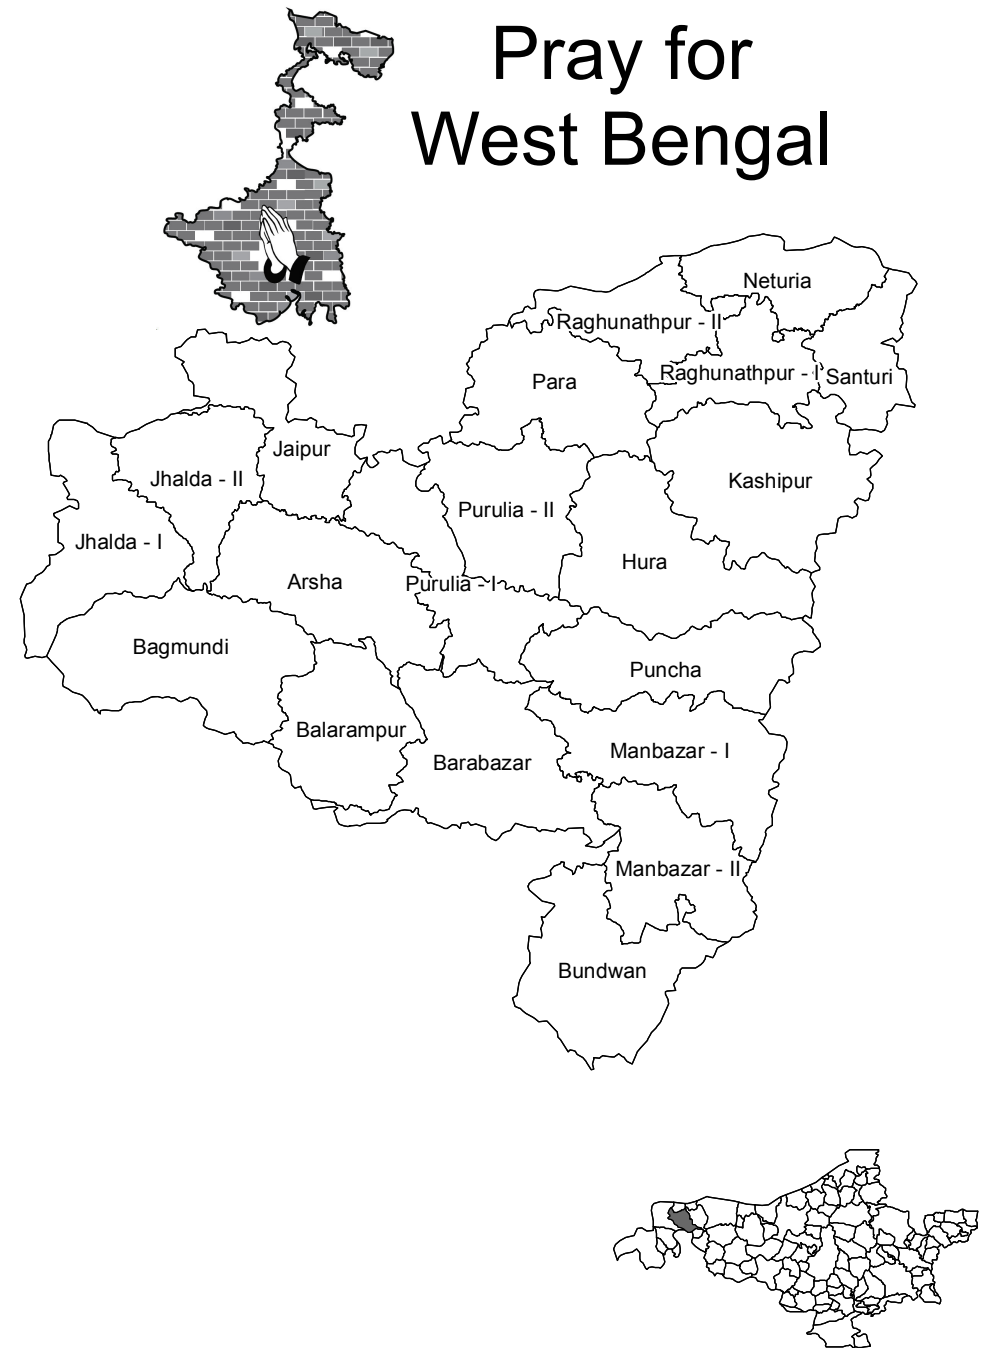 Pray for
West Bengal
Neturia
Raghunathpur - II
Raghunathpur - I
Santuri
Para
Jaipur
Jhalda - II
Kashipur
Purulia - II
Jhalda - I
Hura
Arsha
Purulia - I
Bagmundi
Puncha
Balarampur
Manbazar - I
Barabazar
Manbazar - II
Bundwan